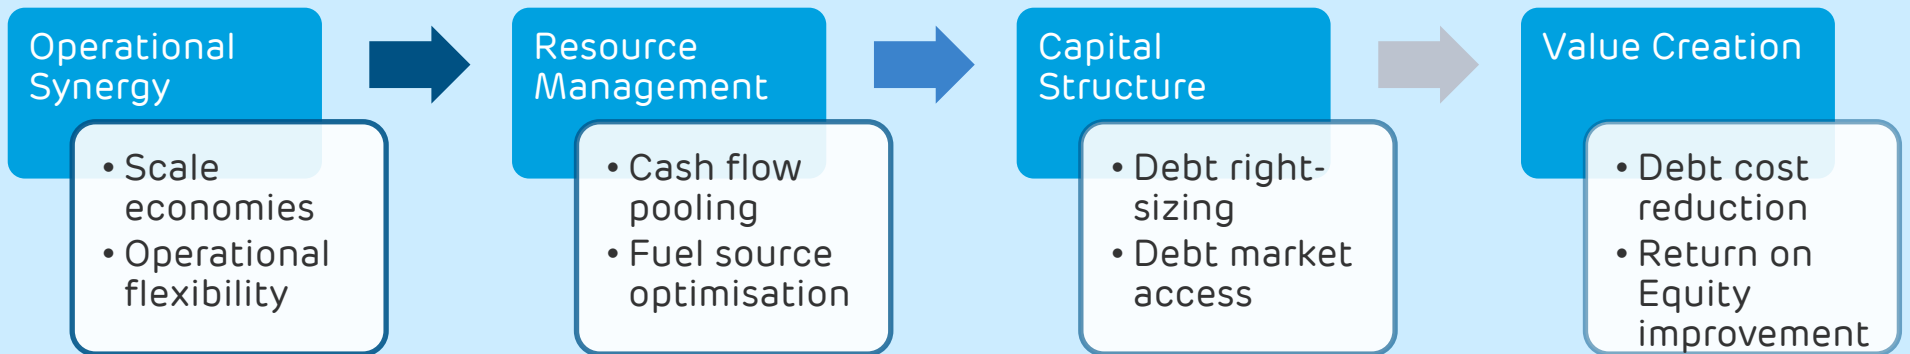 Operational
Synergy
• Scale
economies
• Operational
flexibility
Resource
Management
• Cash flow
pooling
• Fuel source
optimisation
Capital
Structure
• Debt right-
sizing
• Debt market
access
Value Creation
• Debt cost
reduction
• Return on
Equity
improvement